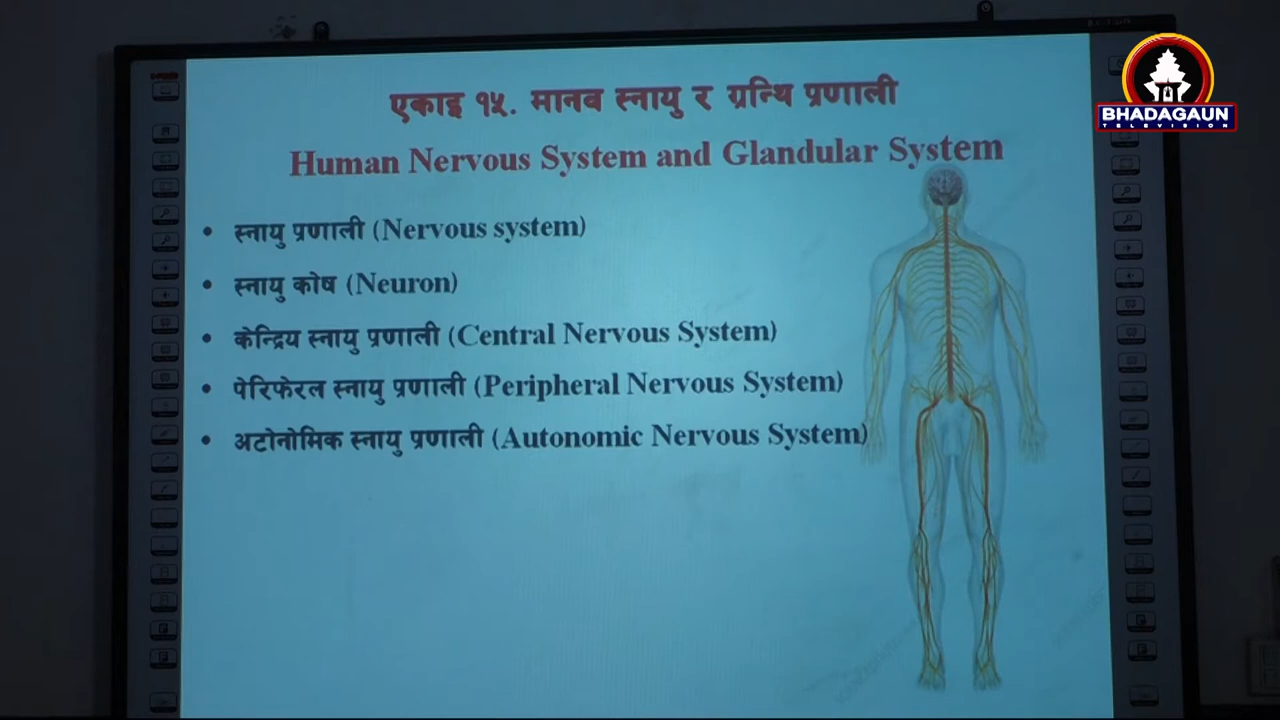 एकाइ १५. मानव स्नायु र ग्रन्थि प्रणाली
Human Nervous System and Glandular System
• स्नायु प्रणाली (Nervous system)
• स्नायु कोष (Neuron)
• केन्द्रिय स्नायु प्रणाली (Central Nervous System)
• पेरिफेरल स्नायु प्रणाली (Peripheral Nervous System)
• अटोनोमिक स्नायु प्रणाली (Autonomic Nervous System)
BHADAGAUN
TELEVISION